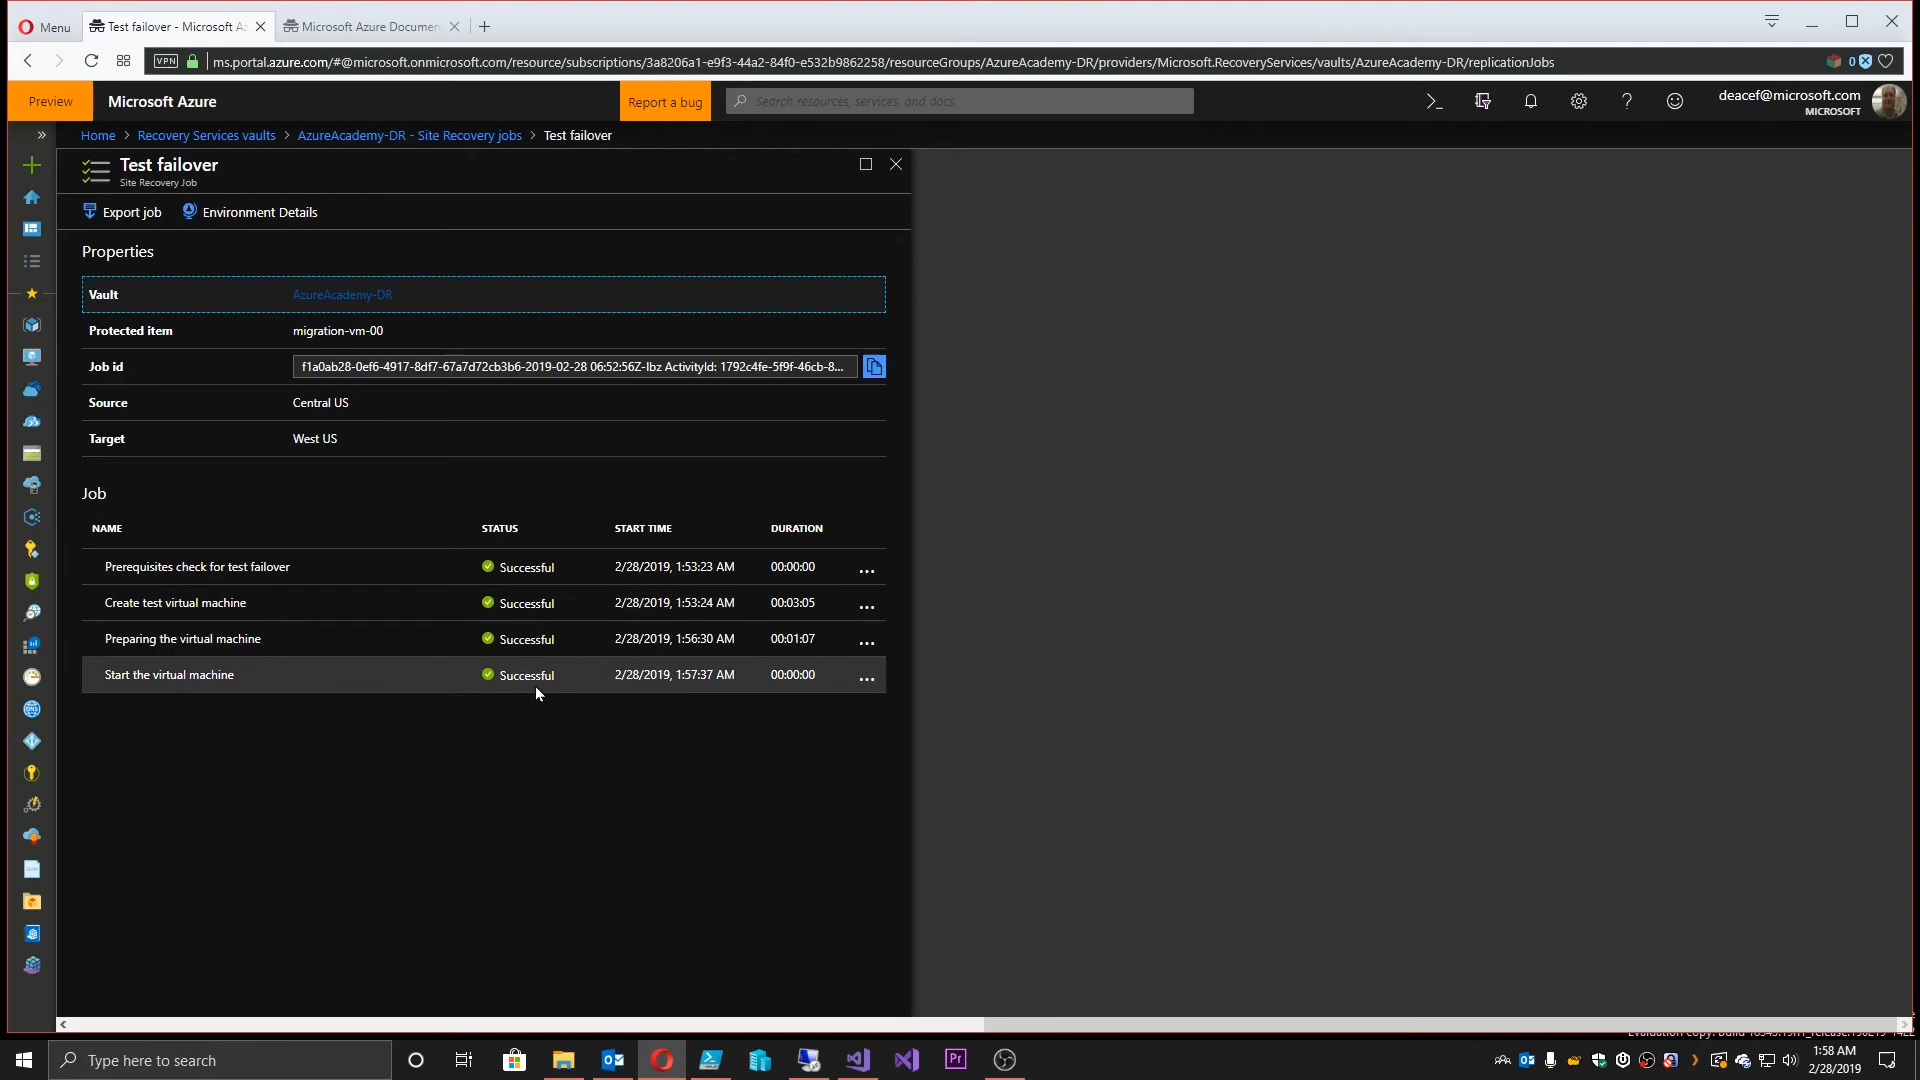 Menu
Test failover - Microsoft Az
Microsoft Azure Documen
VPN
ms.portal.azure.com/#@microsoft.onmicrosoft.com/resource/subscriptions/3a8206a1-e9f3-44a2-84f0-e532b9862258/resourceGroups/AzureAcademy-DR/providers/Microsoft.RecoveryServices/vaults/AzureAcademy-DR/replicationJobs
0
Preview
Microsoft Azure
Report a bug
Search resources, services, and docs
deacef@microsoft.com
MICROSOFT
Home > Recovery Services vaults > AzureAcademy-DR - Site Recovery jobs > Test failover
Test failover
Site Recovery Job
Export job
Environment Details
Properties
Vault AzureAcademy-DR
Protected item migration-vm-00
Job id f1a0ab28-0ef6-4917-8df7-67a7d72cb3b6-2019-02-28 06:52:56Z-Ibz ActivityId: 1792c4fe-5f9f-46cb-8...
Source Central US
Target West US
Job
NAME STATUS START TIME DURATION
Prerequisites check for test failover Successful 2/28/2019, 1:53:23 AM 00:00:00 ...
Create test virtual machine Successful 2/28/2019, 1:53:24 AM 00:03:05 ...
Preparing the virtual machine Successful 2/28/2019, 1:56:30 AM 00:01:07 ...
Start the virtual machine Successful 2/28/2019, 1:57:37 AM 00:00:00 ...
Type here to search
Pr
1:58 AM
2/28/2019